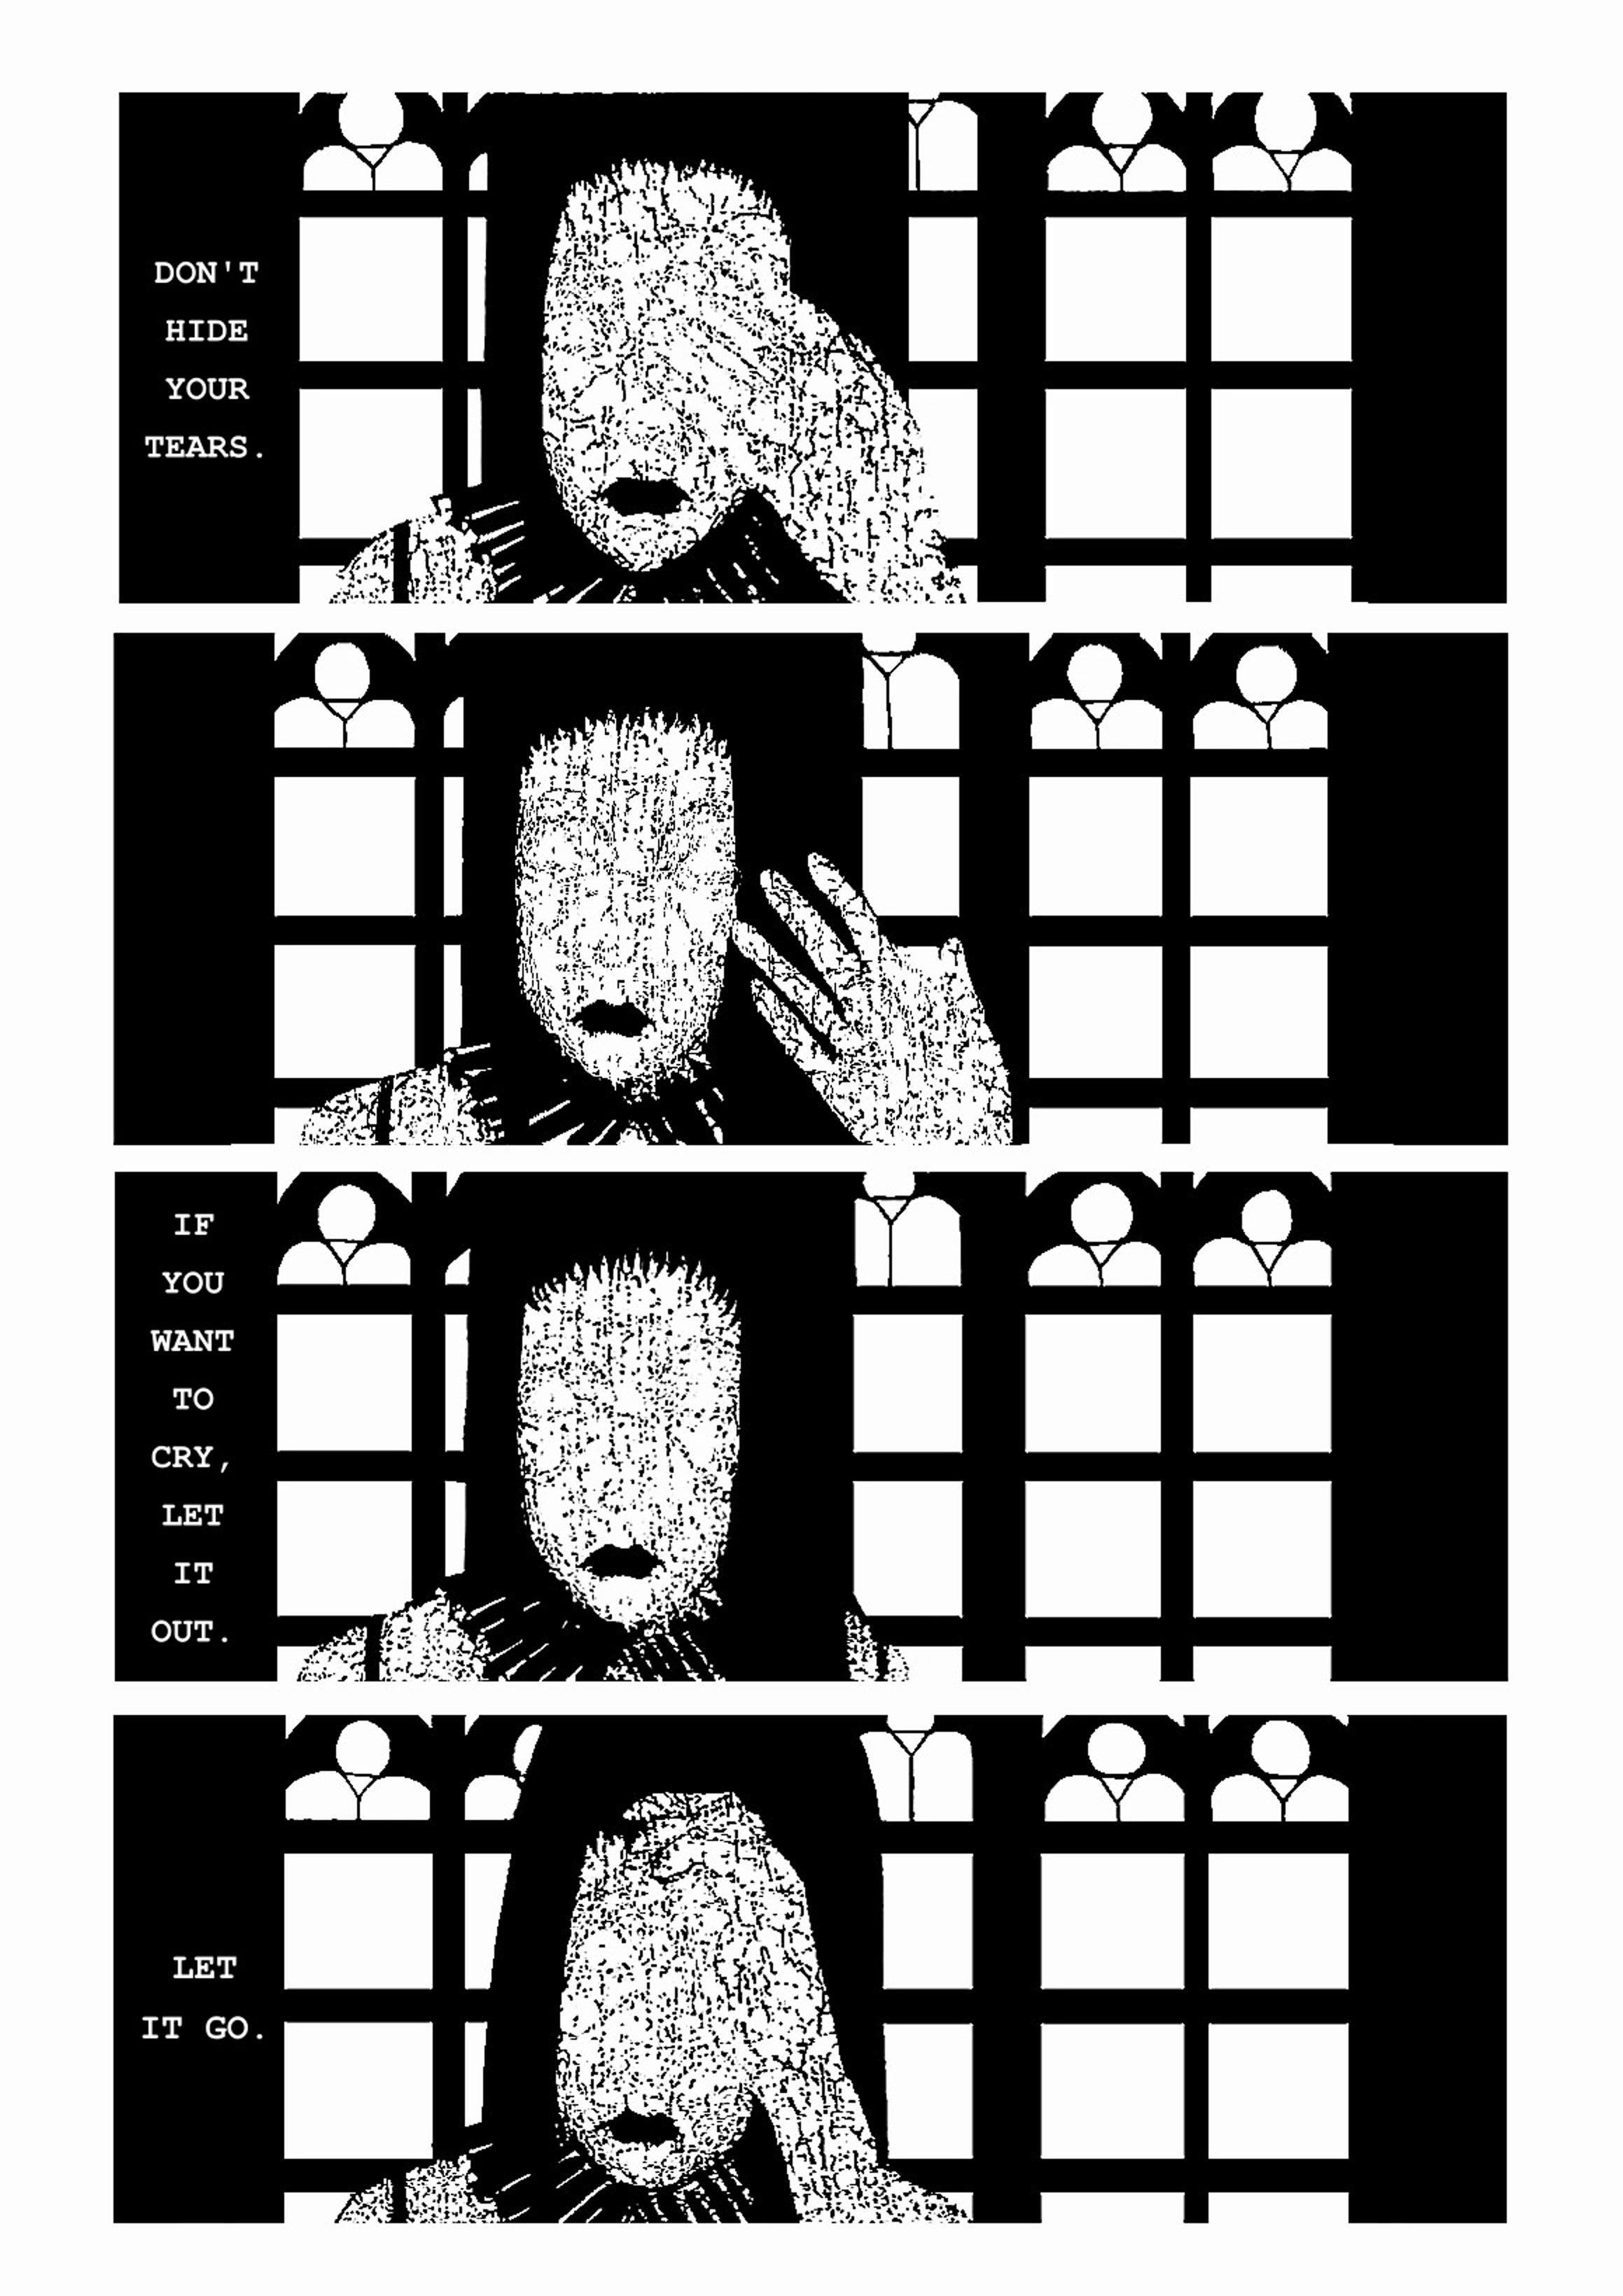 DON'T
HIDE
YOUR
TEARS.
IF
YOU
WANT
TO
CRY,
LET
IT
OUT.
LET
IT GO.